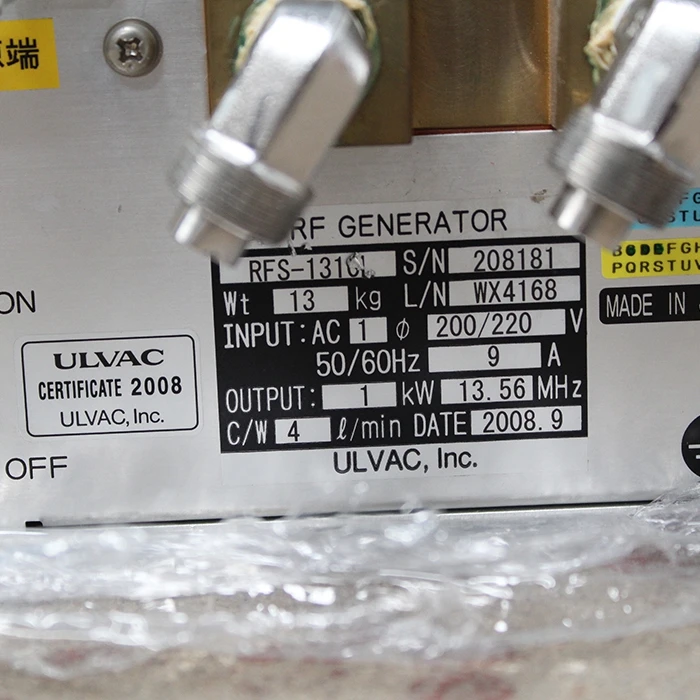 端
RF GENERATOR
S/N 208181
Wt 13 kg L/N WX4168
INPUT: AC 1 ϕ 200/220 V
50/60Hz 9 A
OUTPUT: 1 kW 13.56 MHz
C/W 4 ℓ/min DATE 2008.9
ULVAC, Inc.
ON
ULVAC
CERTIFICATE 2008
ULVAC, Inc.
OFF
PQRSTUV
MADE IN